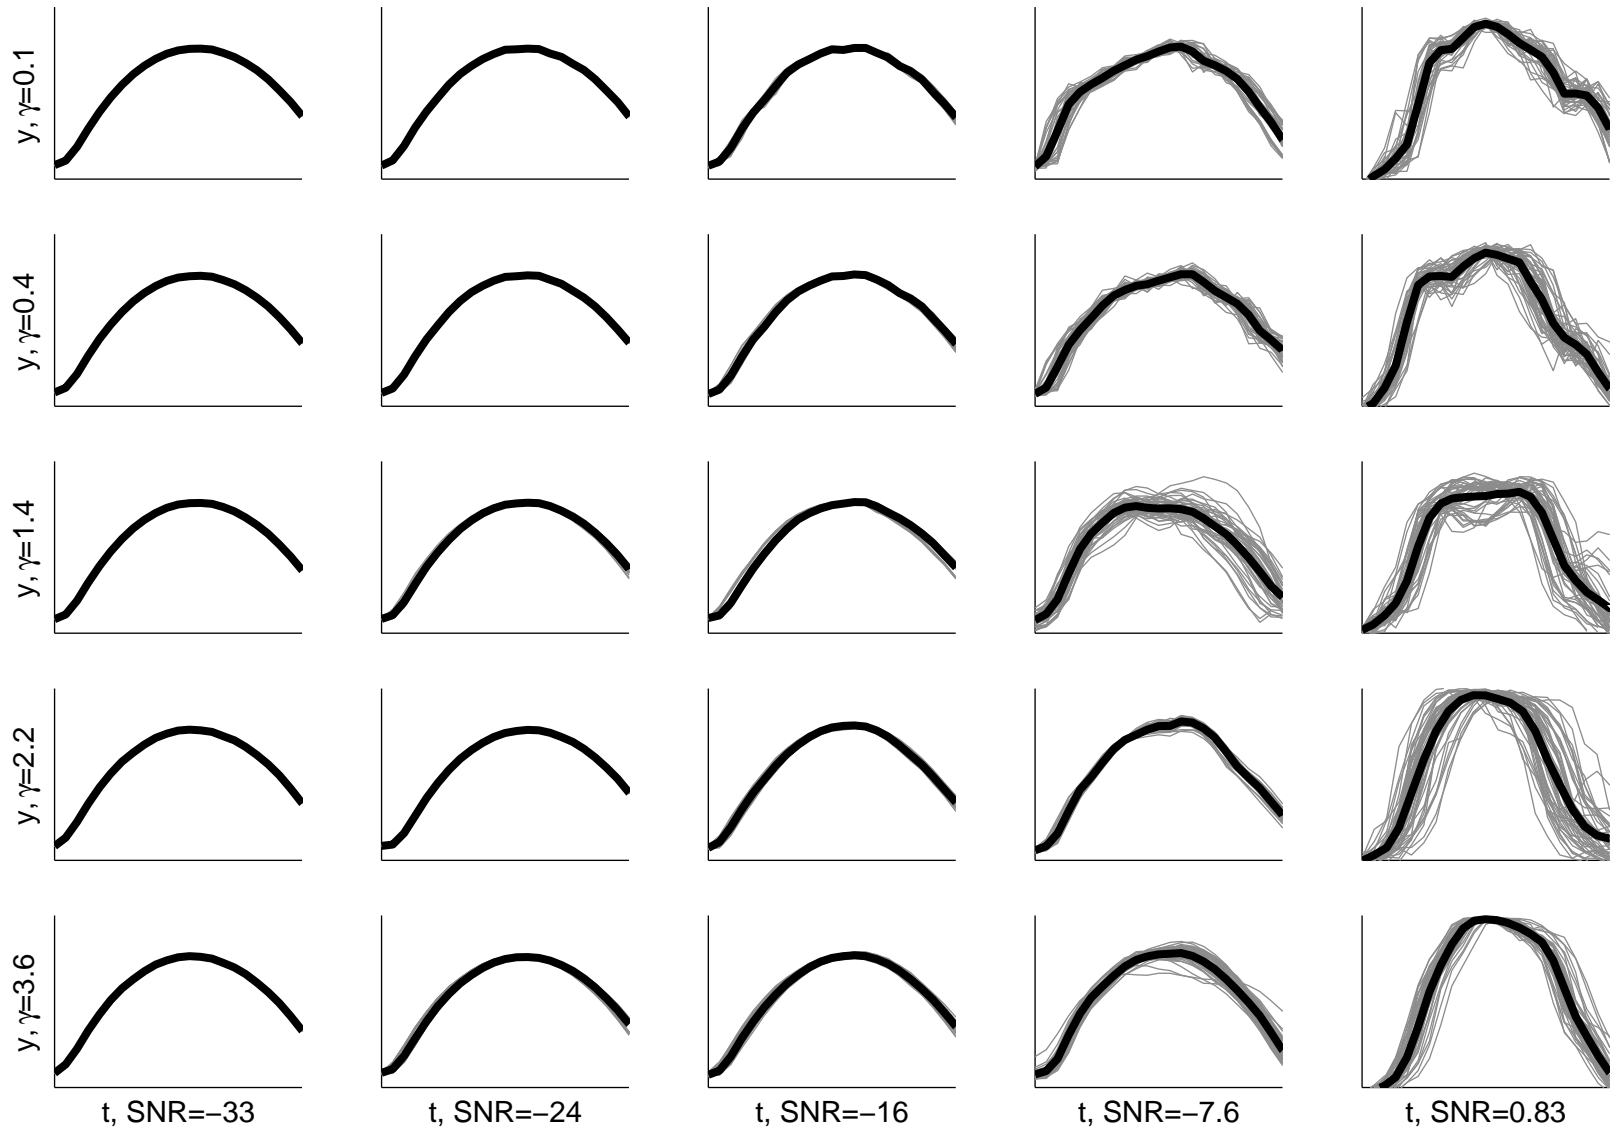 y, γ=0.1
y, γ=0.4
y, γ=1.4
y, γ=2.2
y, γ=3.6
t, SNR=−33
t, SNR=−24
t, SNR=−16
t, SNR=−7.6
t, SNR=0.83